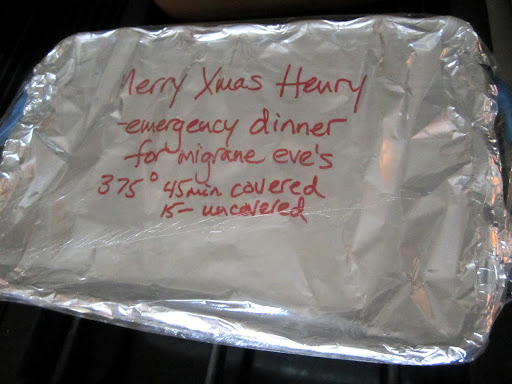 Merry Xmas Henry
-emergency dinner
for migrane eve's
375° 45min covered
15- uncovered